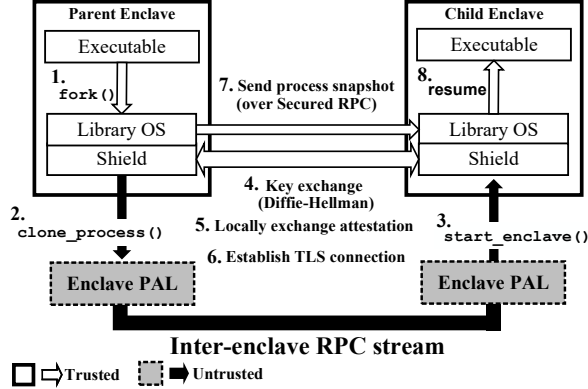 Parent Enclave
Child Enclave
Executable
Executable
1.
fork()
7. Send process snapshot
(over Secured RPC)
8.
resume
Library OS
Shield
Library OS
Shield
4. Key exchange
(Diffie-Hellman)
2.
clone_process()
5. Locally exchange attestation
3.
start_enclave()
6. Establish TLS connection
Enclave PAL
Enclave PAL
Inter-enclave RPC stream
Trusted
Untrusted